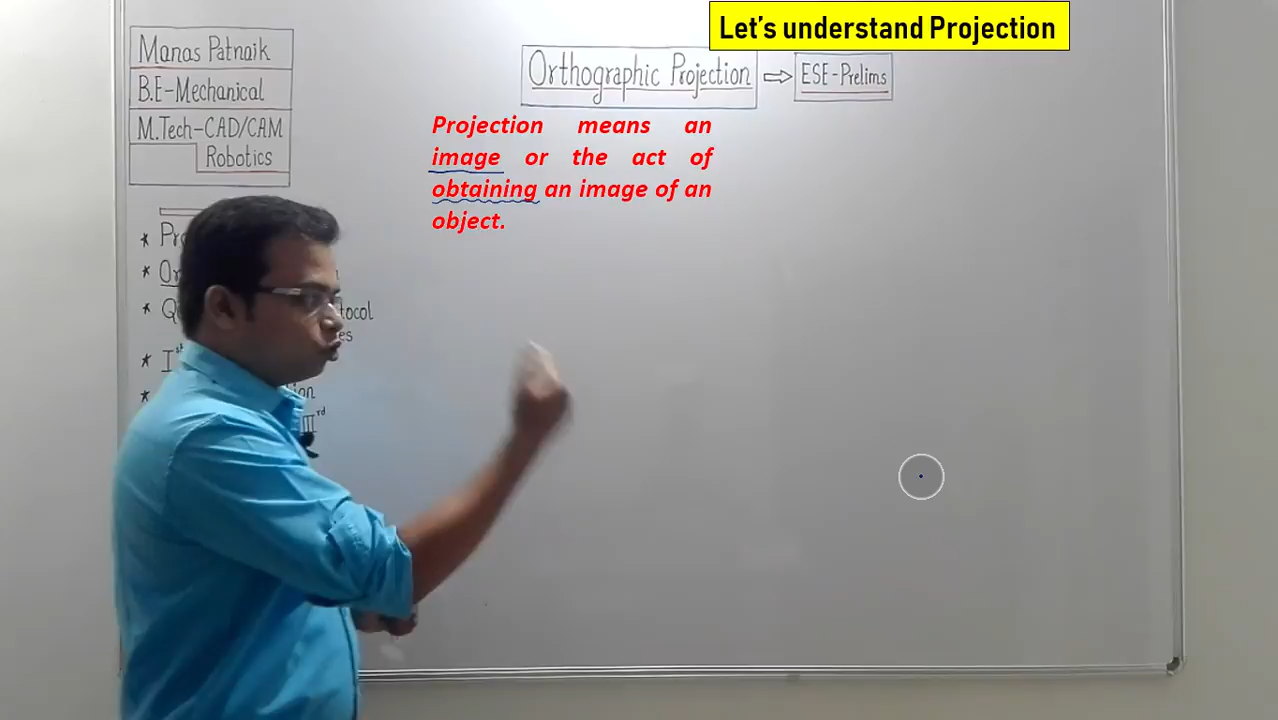 Let's understand Projection
Manas Patnaik
B.E-Mechanical
M.Tech-CAD/CAM
Robotics
Orthographic Projection ⇒ ESE-Prelims
Projection means an
image or the act of
obtaining an image of an
object.
rd